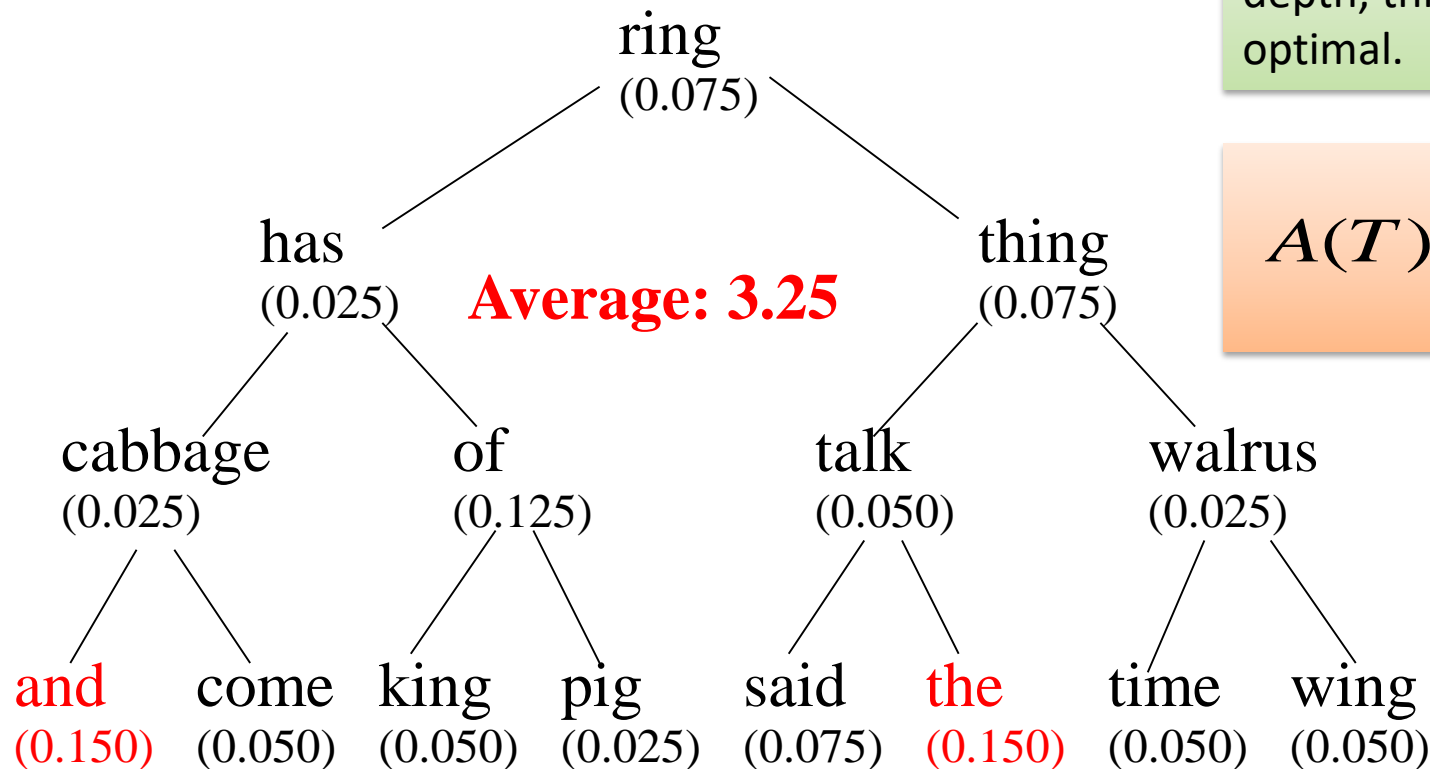 optimal.
ring
(0.075)
A(T)
has
(0.025)
thing
(0.075)
Average: 3.25
cabbage
(0.025)
of
(0.125)
talk
(0.050)
walrus
(0.025)
and
(0.150)
come
(0.050)
king
(0.050)
pig
(0.025)
said
(0.075)
the
(0.150)
time
(0.050)
wing
(0.050)